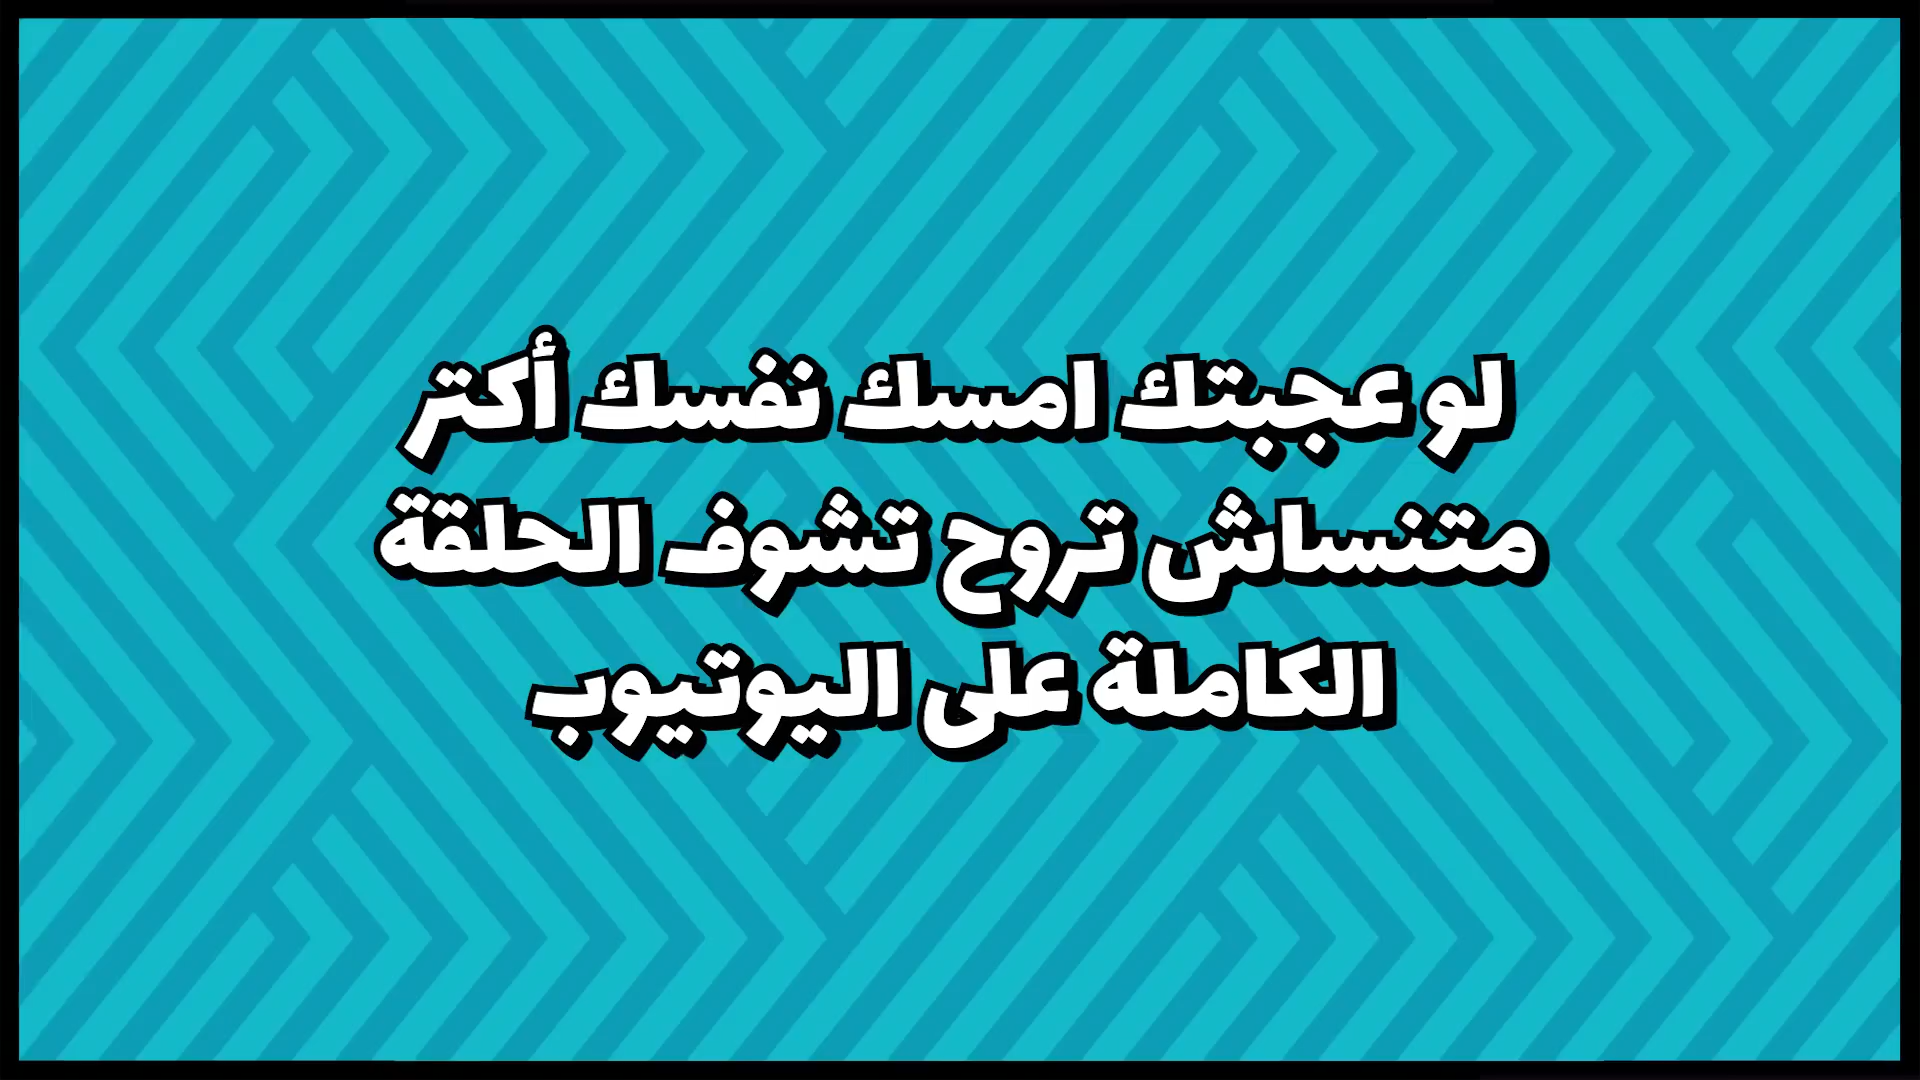 لو عجبتك امسك نفسك أكتر
متنساش تروح تشوف الحلقة
الكاملة على اليوتيوب